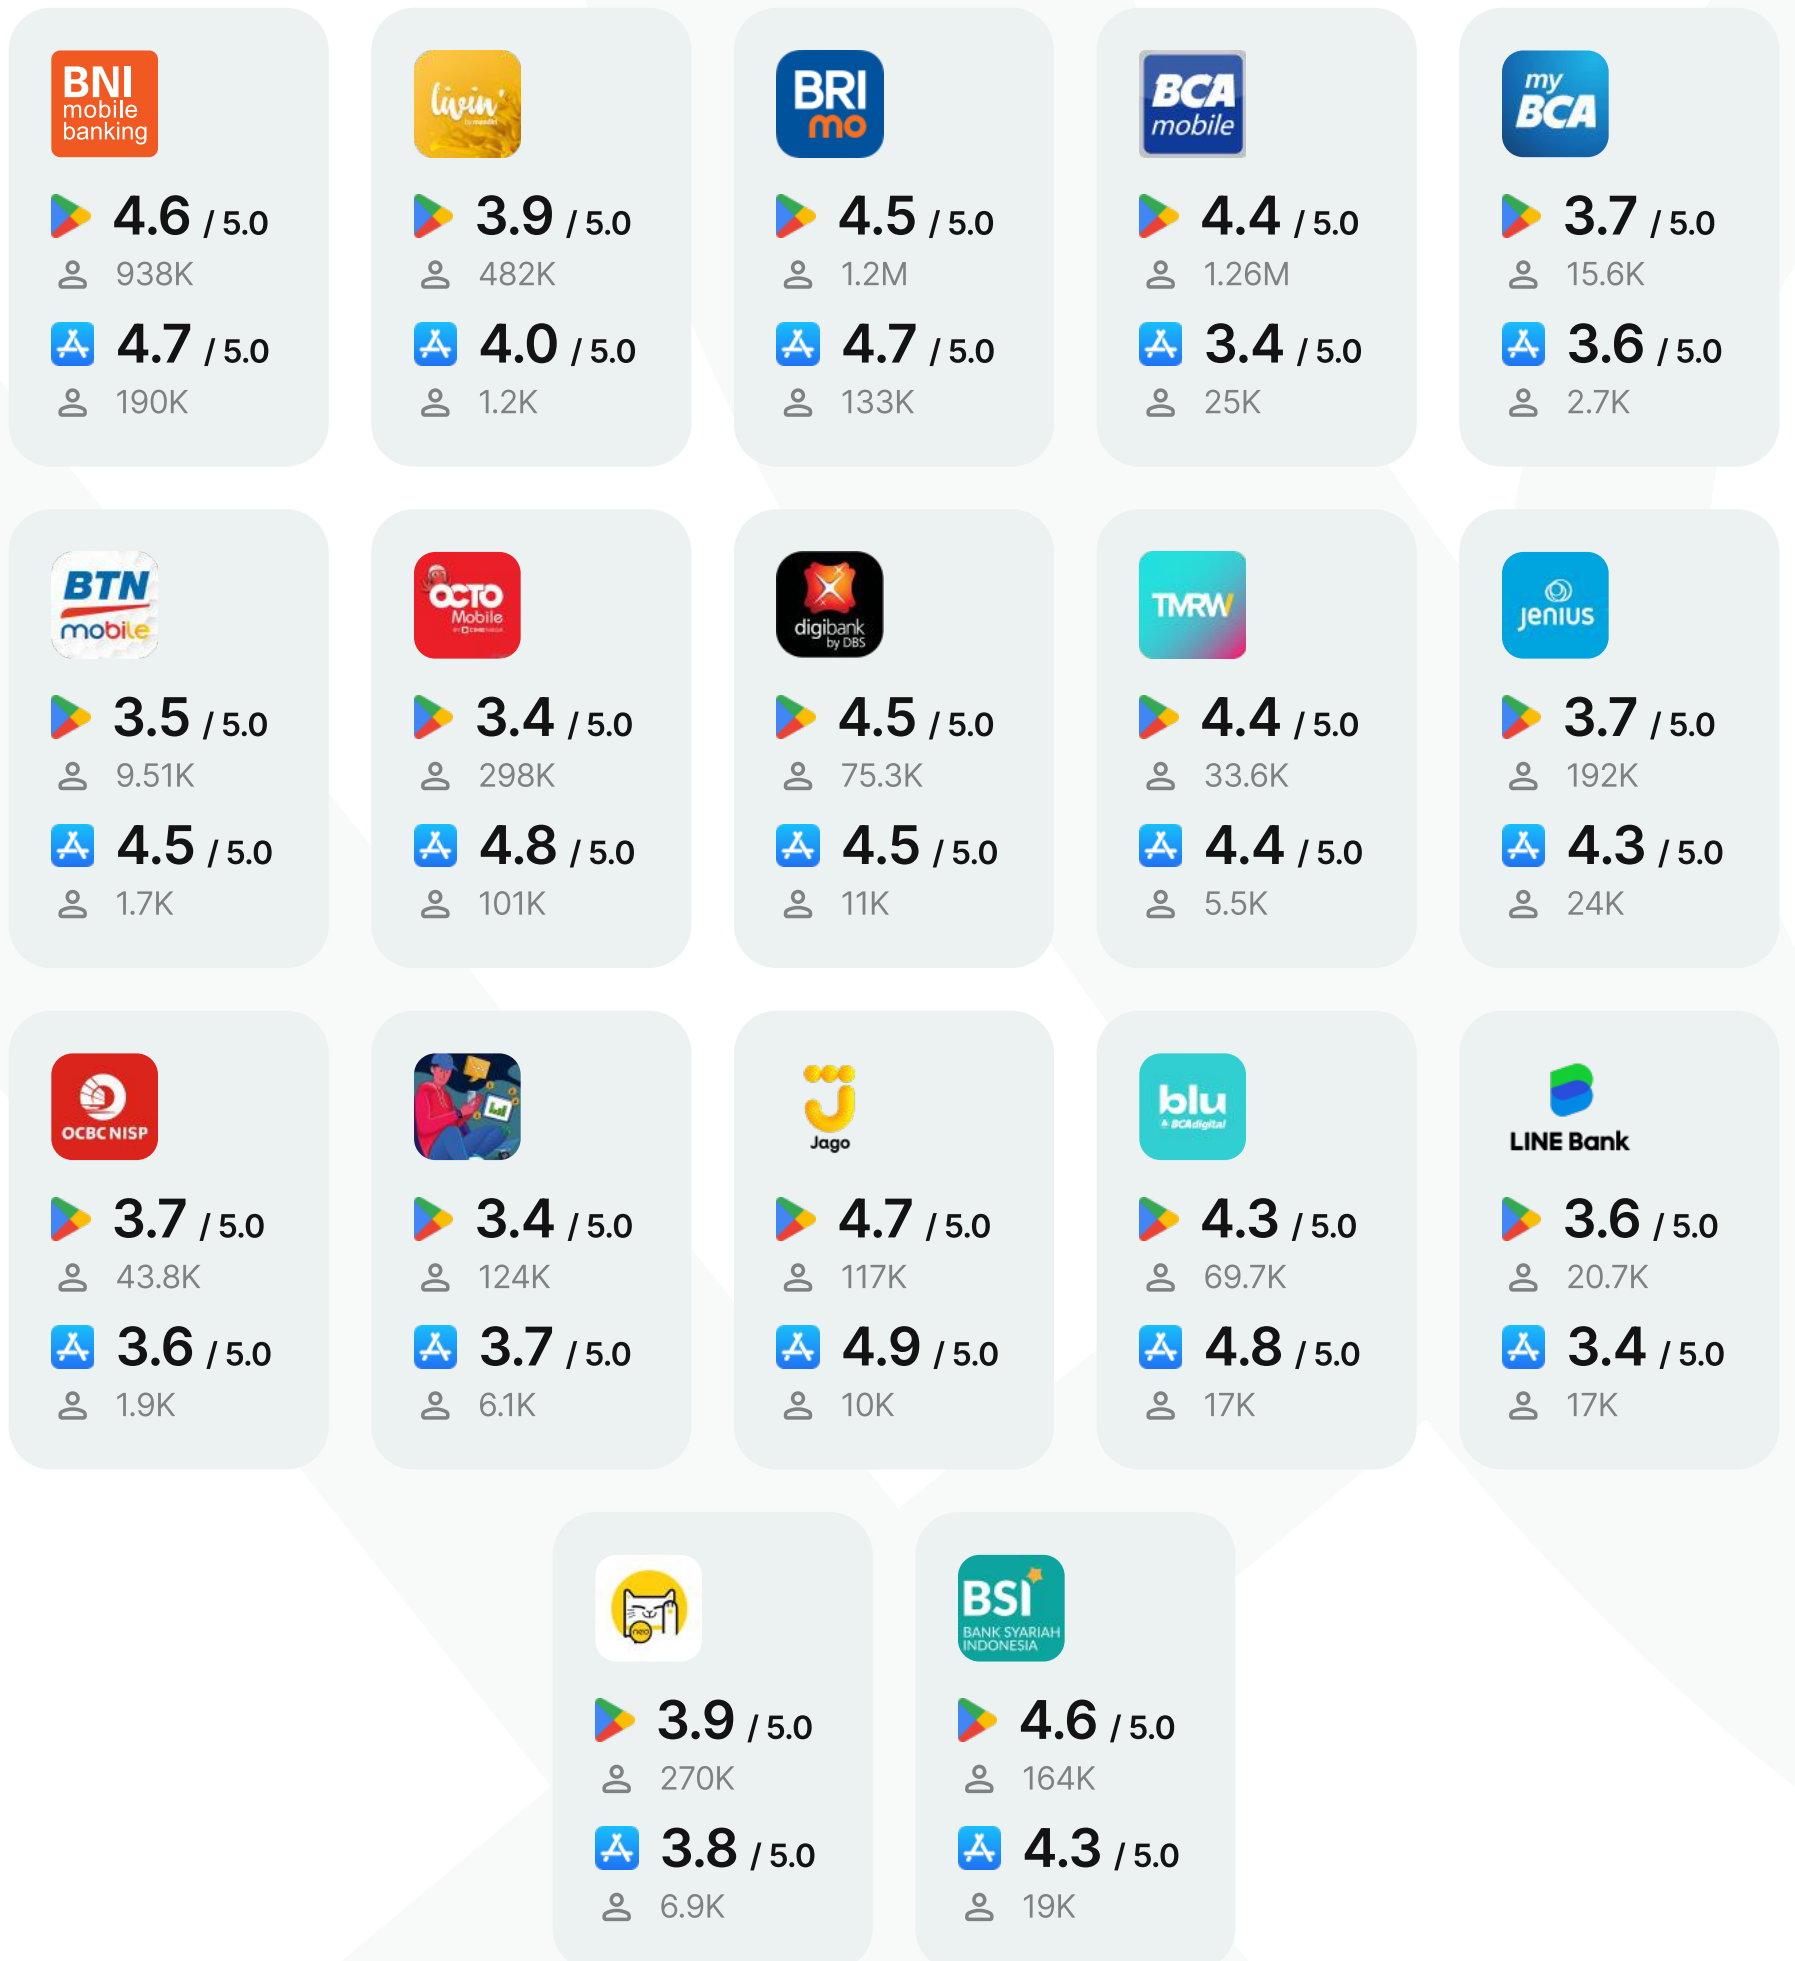 BNI
mobile
banking
4.6 / 5.0
938K
4.7 / 5.0
190K
livin'
by mandiri
3.9 / 5.0
482K
4.0 / 5.0
1.2K
BRI
mo
4.5 / 5.0
1.2M
4.7 / 5.0
133K
BCA
mobile
4.4 / 5.0
1.26M
3.4 / 5.0
25K
my
BCA
3.7 / 5.0
15.6K
3.6 / 5.0
2.7K
BTN
mobile
3.5 / 5.0
9.51K
4.5 / 5.0
1.7K
OCTO
Mobile
BY CIMB NIAGA
3.4 / 5.0
298K
4.8 / 5.0
101K
digibank
by DBS
4.5 / 5.0
75.3K
4.5 / 5.0
11K
TMRW
4.4 / 5.0
33.6K
4.4 / 5.0
5.5K
jenius
3.7 / 5.0
192K
4.3 / 5.0
24K
OCBC NISP
3.7 / 5.0
43.8K
3.6 / 5.0
1.9K
3.4 / 5.0
124K
3.7 / 5.0
6.1K
Jago
4.7 / 5.0
117K
4.9 / 5.0
10K
blu
BCA digital
4.3 / 5.0
69.7K
4.8 / 5.0
17K
LINE Bank
3.6 / 5.0
20.7K
3.4 / 5.0
17K
neo
3.9 / 5.0
270K
3.8 / 5.0
6.9K
BSI
BANK SYARIAH
INDONESIA
4.6 / 5.0
164K
4.3 / 5.0
19K